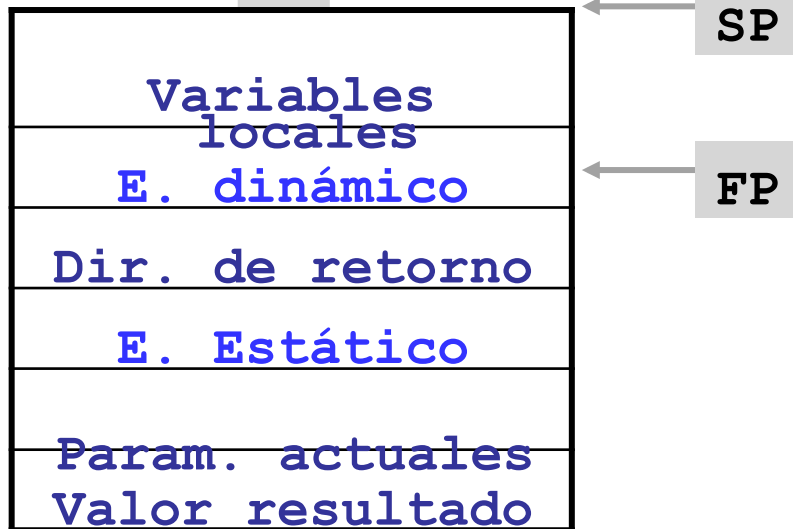 SP
Variables
locales
E. dinámico
FP
Dir. de retorno
E. Estático
Param. actuales
Valor resultado